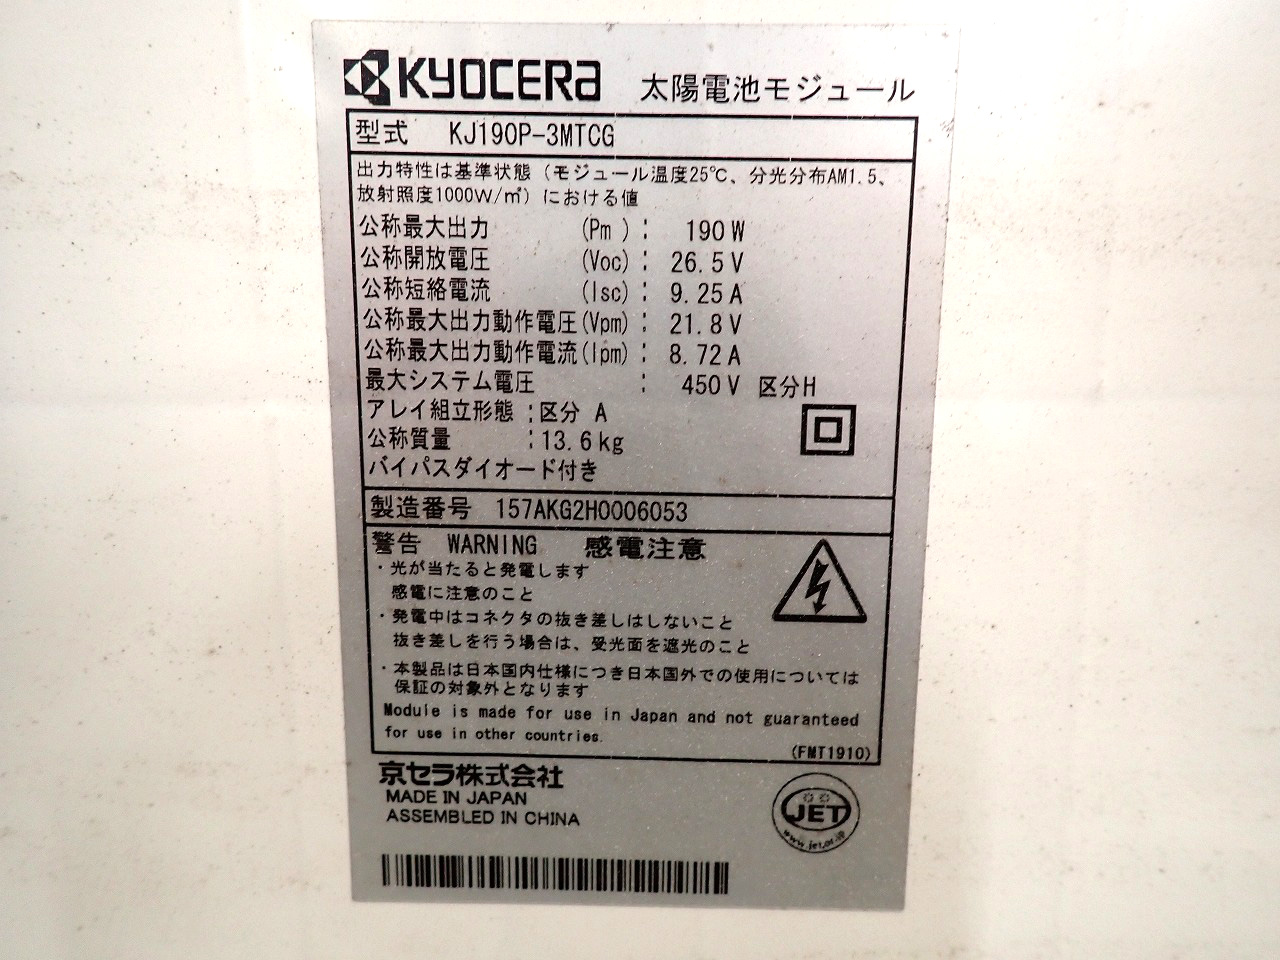 KYOCERA 太陽電池モジュール
型式 KJ190P-3MTCG
出力特性は基準状態（モジュール温度25℃、分光分布AM1.5、
放射照度1000W/㎡）における値
公称最大出力 (Pm ): 190 W
公称開放電圧 (Voc): 26.5 V
公称短絡電流 (Isc): 9.25 A
公称最大出力動作電圧(Vpm): 21.8 V
公称最大出力動作電流(Ipm): 8.72 A
最大システム電圧 : 450 V 区分H
アレイ組立形態 :区分 A
公称質量 :13.6 kg
バイパスダイオード付き
製造番号 157AKG2H0006053
警告 WARNING 感電注意
・光が当たると発電します
感電に注意のこと
・発電中はコネクタの抜き差しはしないこと
抜き差しを行う場合は、受光面を遮光のこと
・本製品は日本国内仕様につき日本国外での使用については
保証の対象外となります
Module is made for use in Japan and not guaranteed
for use in other countries.
(FMT1910)
京セラ株式会社
MADE IN JAPAN
ASSEMBLED IN CHINA
JET
www.jet.or.jp